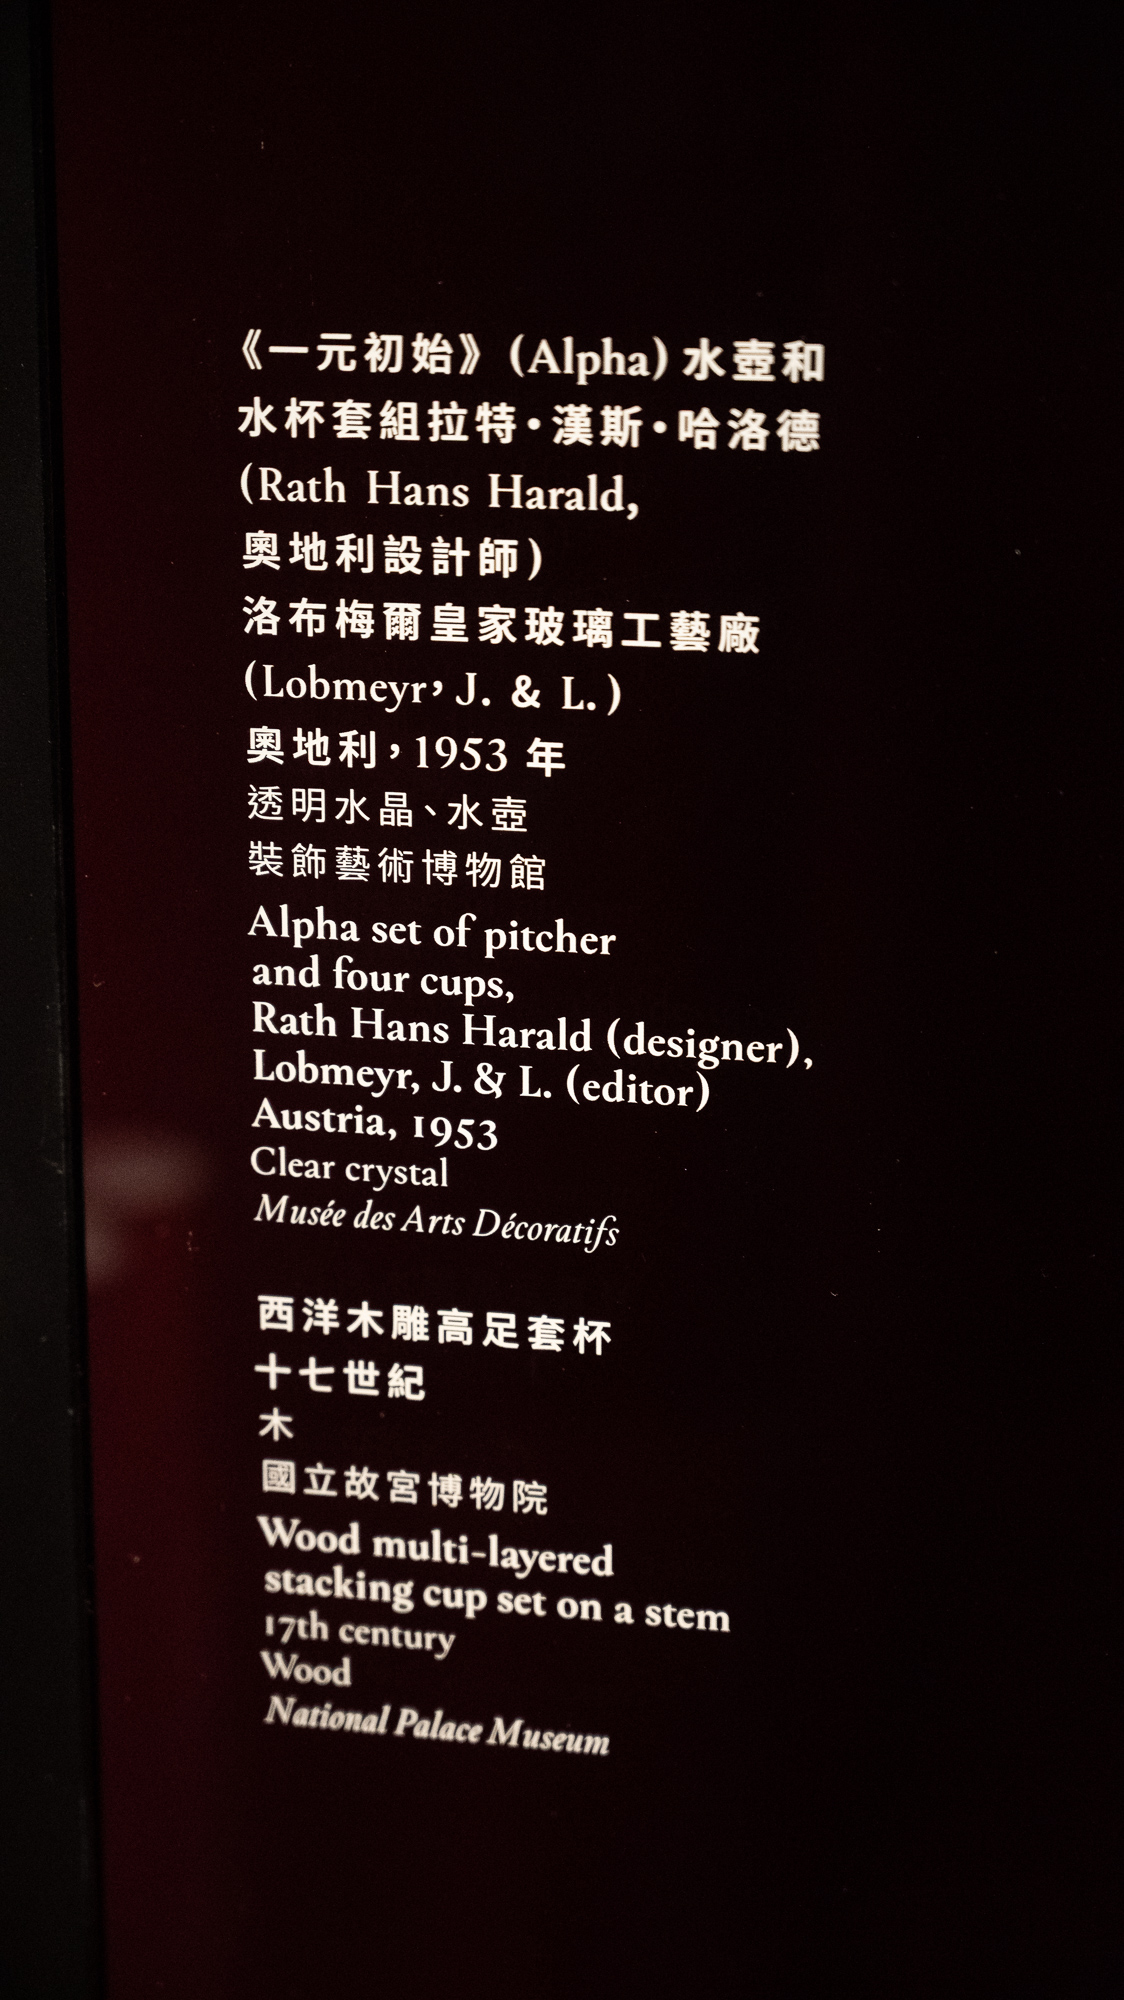 《一元初始》(Alpha) 水壺和
水杯套組拉特•漢斯•哈洛德
(Rath Hans Harald,
奧地利設計師)
洛布梅爾皇家玻璃工藝廠
(Lobmeyr，J. & L.)
奧地利，1953 年
透明水晶、水壺
裝飾藝術博物館
Alpha set of pitcher
and four cups,
Rath Hans Harald (designer),
Lobmeyr, J. & L. (editor)
Austria, 1953
Clear crystal
Musée des Arts Décoratifs
西洋木雕高足套杯
十七世紀
木
國立故宮博物院
Wood multi-layered
stacking cup set on a stem
17th century
Wood
National Palace Museum